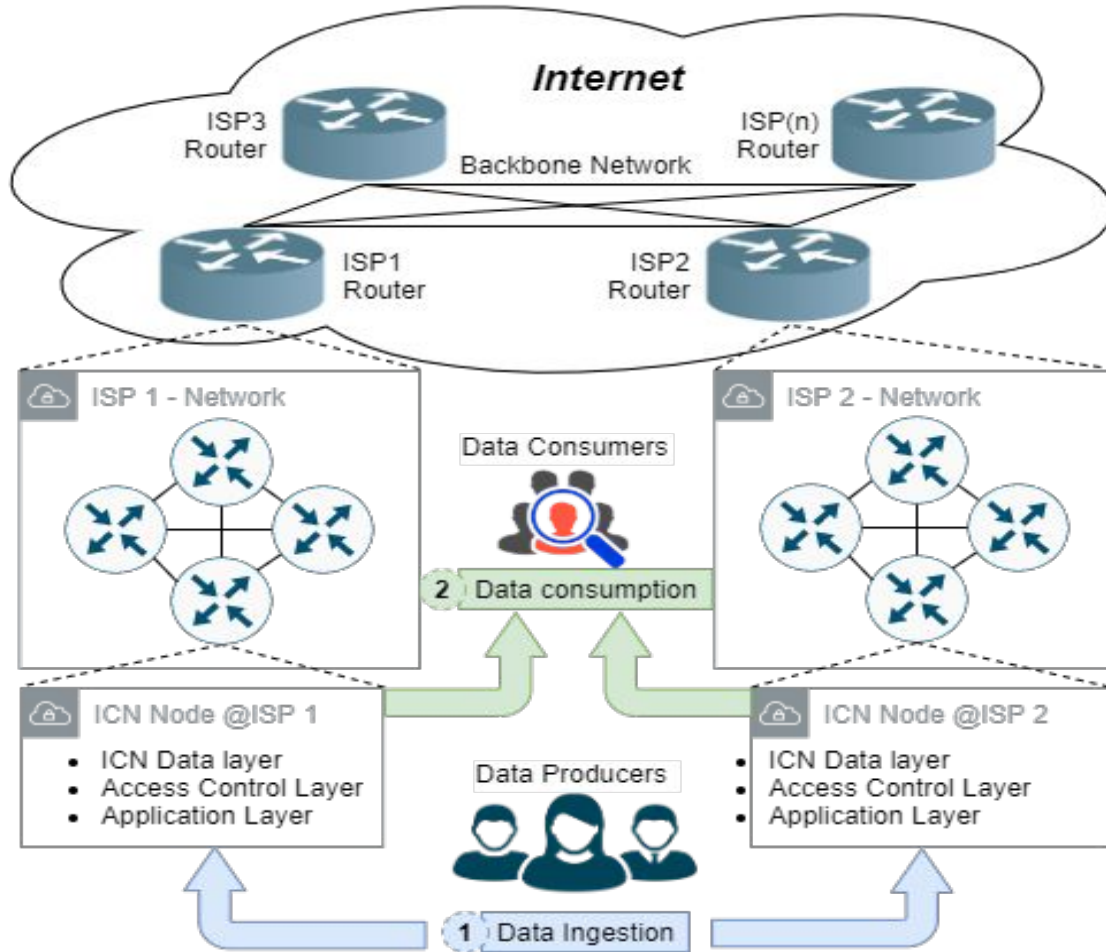 Internet
ISP3
Router
ISP(n)
Router
Backbone Network
ISP1
Router
ISP2
Router
ISP 1 - Network
ISP 2 - Network
Data Consumers
2 Data consumption
ICN Node @ISP 1
• ICN Data layer
• Access Control Layer
• Application Layer
ICN Node @ISP 2
• ICN Data layer
• Access Control Layer
• Application Layer
Data Producers
1 Data Ingestion